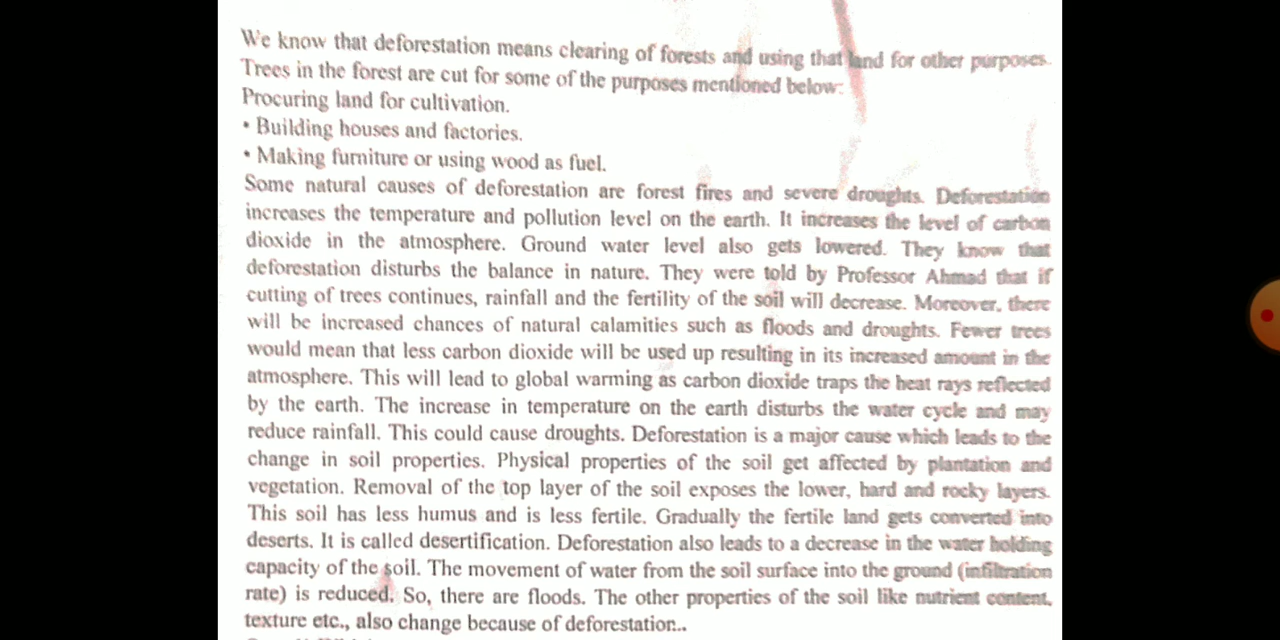 We know that deforestation means clearing of forests and using that land for other purposes.
Trees in the forest are cut for some of the purposes mentioned below:
Procuring land for cultivation.
• Building houses and factories.
• Making furniture or using wood as fuel.
Some natural causes of deforestation are forest fires and severe droughts. Deforestation
increases the temperature and pollution level on the earth. It increases the level of carbon
dioxide in the atmosphere. Ground water level also gets lowered. They know that
deforestation disturbs the balance in nature. They were told by Professor Ahmad that if
cutting of trees continues, rainfall and the fertility of the soil will decrease. Moreover, there
will be increased chances of natural calamities such as floods and droughts. Fewer trees
would mean that less carbon dioxide will be used up resulting in its increased amount in the
atmosphere. This will lead to global warming as carbon dioxide traps the heat rays reflected
by the earth. The increase in temperature on the earth disturbs the water cycle and may
reduce rainfall. This could cause droughts. Deforestation is a major cause which leads to the
change in soil properties. Physical properties of the soil get affected by plantation and
vegetation. Removal of the top layer of the soil exposes the lower, hard and rocky layers.
This soil has less humus and is less fertile. Gradually the fertile land gets converted into
deserts. It is called desertification. Deforestation also leads to a decrease in the water holding
capacity of the soil. The movement of water from the soil surface into the ground (infiltration
rate) is reduced. So, there are floods. The other properties of the soil like nutrient content,
texture etc., also change because of deforestation..